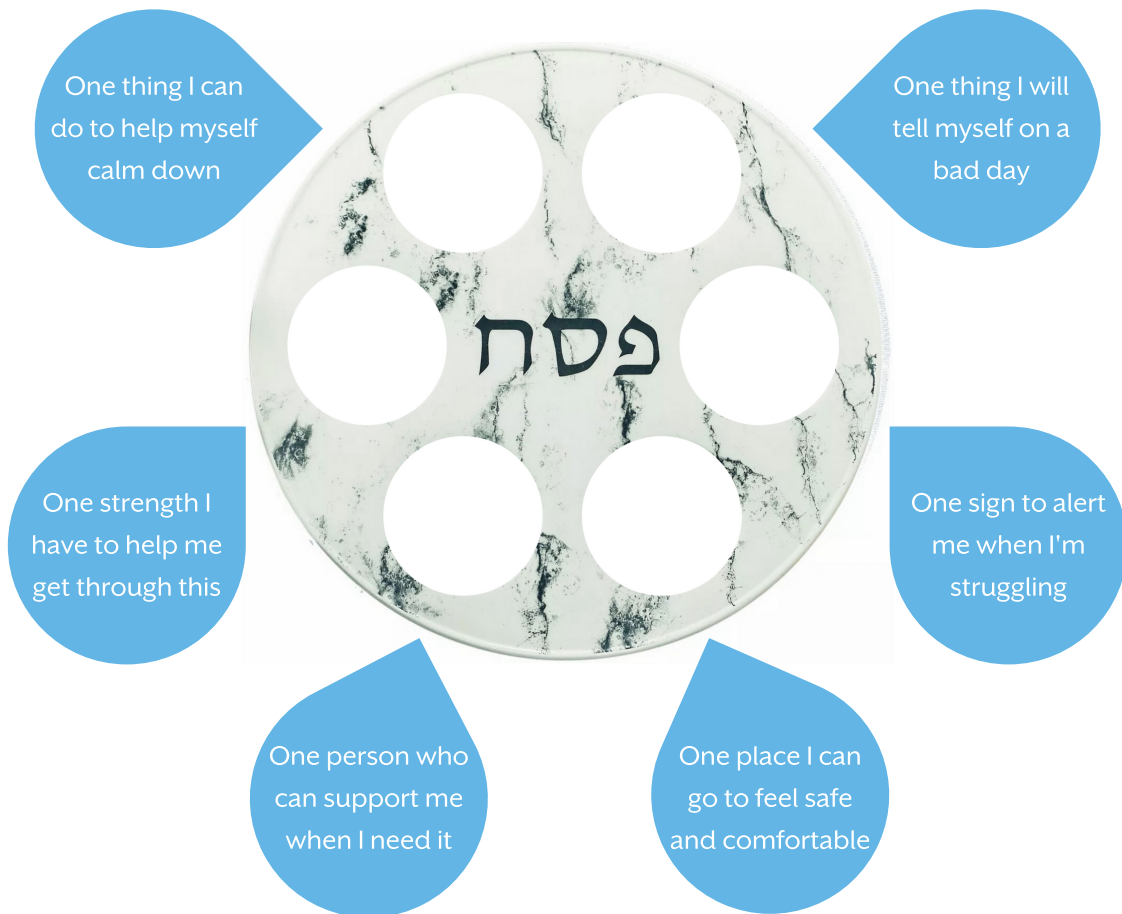 One thing I can
do to help myself
calm down
One thing I will
tell myself on a
bad day
פסח
One strength I
have to help me
get through this
One sign to alert
me when I'm
struggling
One person who
can support me
when I need it
One place I can
go to feel safe
and comfortable